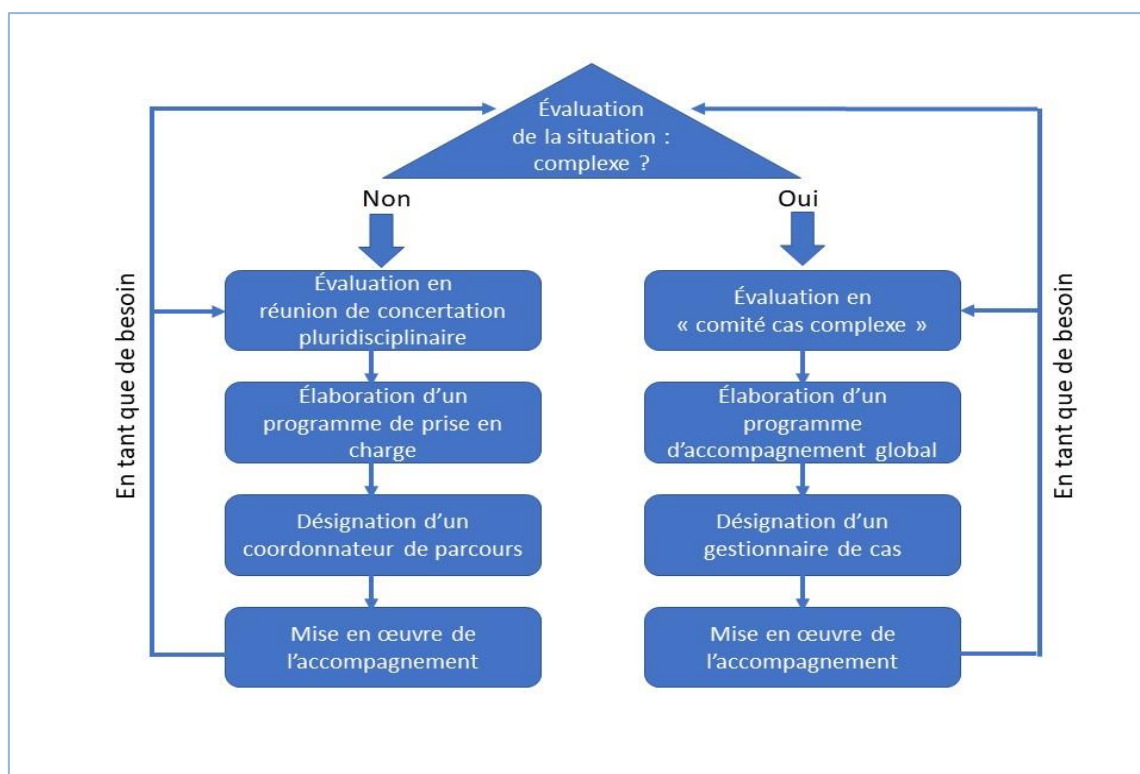 Évaluation
de la situation :
complexe ?
Non
Oui
Évaluation en
réunion de concertation
pluridisciplinaire
Élaboration d’un
programme de prise en
charge
Désignation d’un
coordonnateur de parcours
Mise en œuvre de
l’accompagnement
En tant que de besoin
Évaluation en
« comité cas complexe »
Élaboration d’un
programme
d’accompagnement global
Désignation d’un
gestionnaire de cas
Mise en œuvre de
l’accompagnement
En tant que de besoin